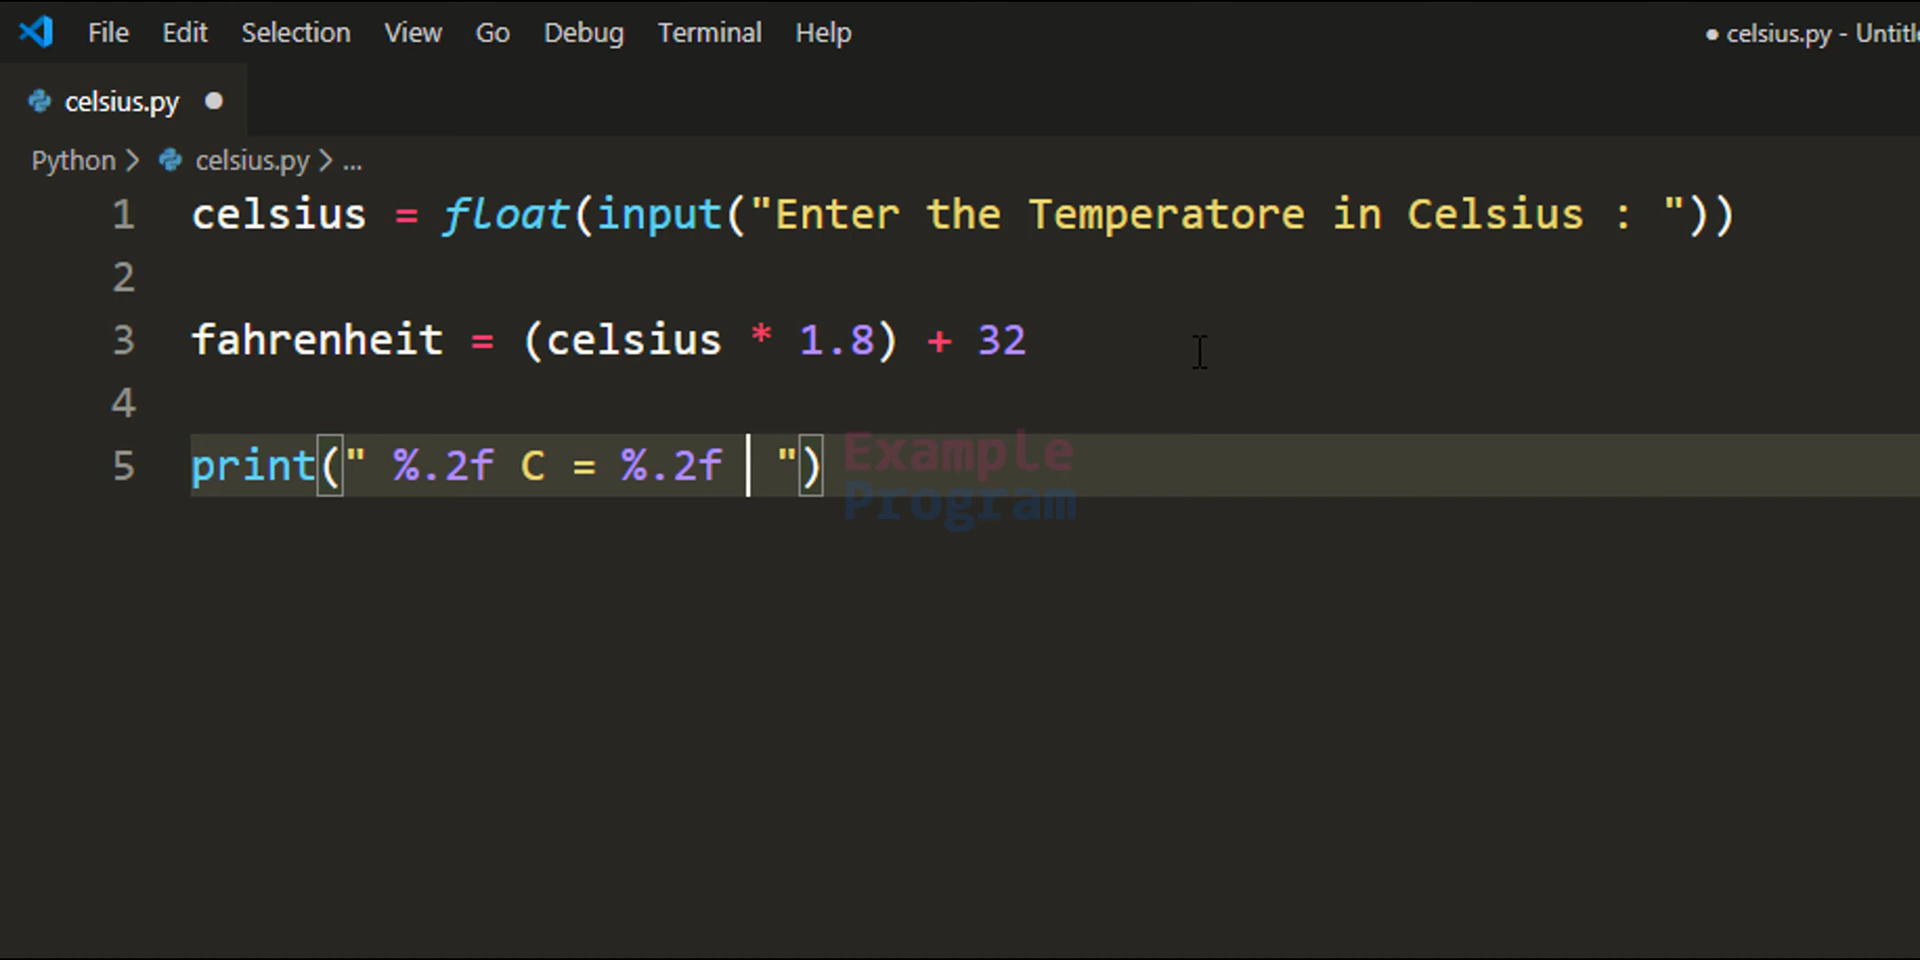 File Edit Selection View Go Debug Terminal Help ● celsius.py - Untitl
celsius.py ●
Python > celsius.py > ...
1 celsius = float(input("Enter the Temperatore in Celsius : "))
2
3 fahrenheit = (celsius * 1.8) + 32
4
5 print(" %.2f C = %.2f  ")
Example
Program